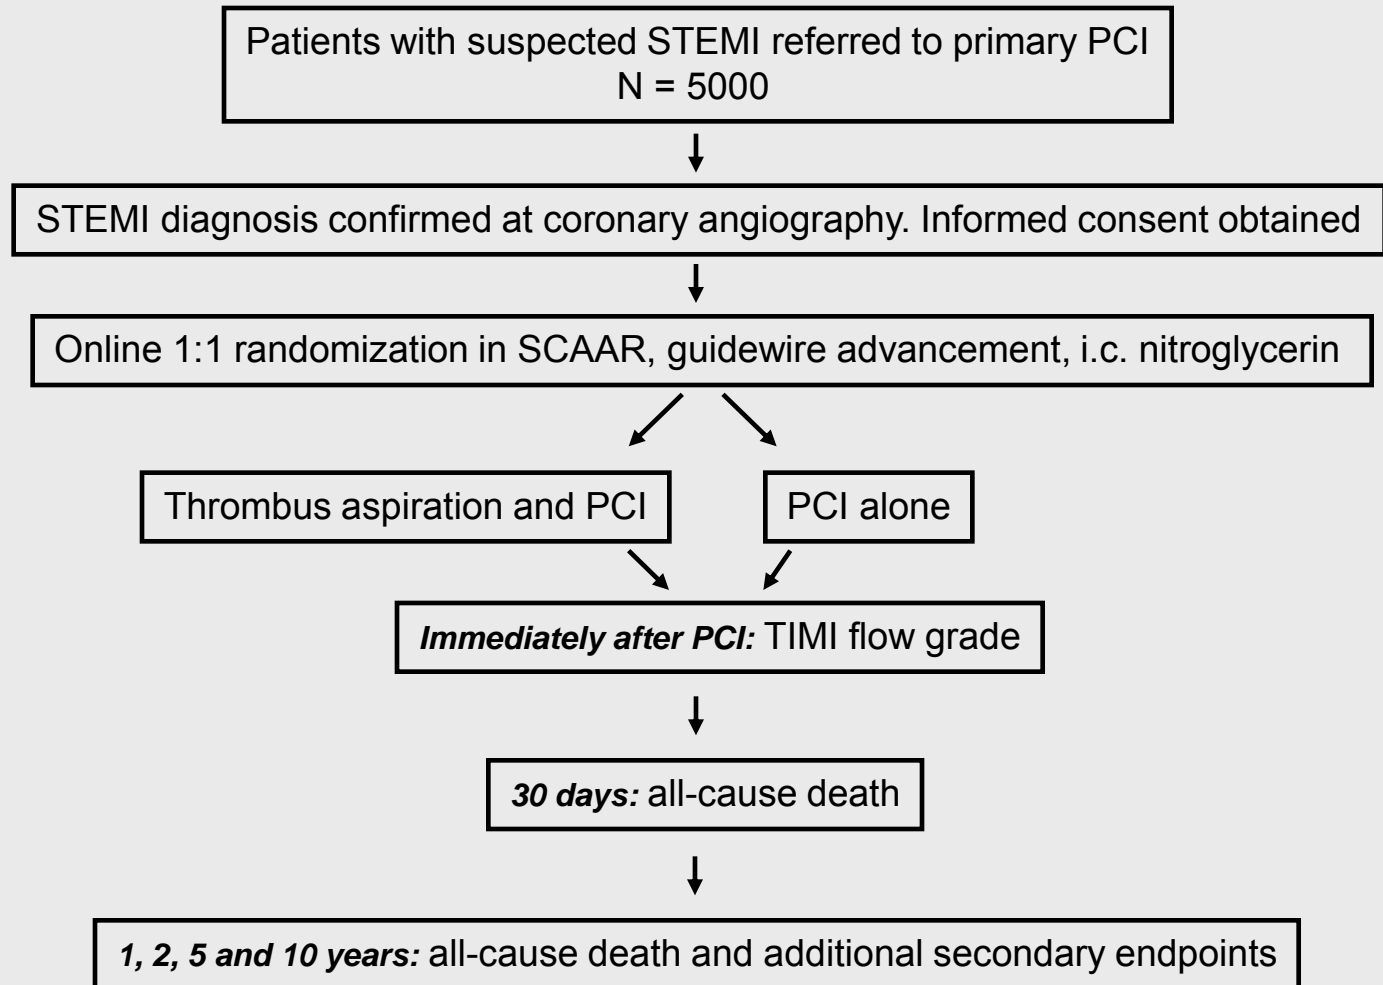 Patients with suspected STEMI referred to primary PCI
N = 5000
STEMI diagnosis confirmed at coronary angiography. Informed consent obtained
Online 1:1 randomization in SCAAR, guidewire advancement, i.c. nitroglycerin
Thrombus aspiration and PCI
PCI alone
Immediately after PCI: TIMI flow grade
30 days: all-cause death
1, 2, 5 and 10 years: all-cause death and additional secondary endpoints